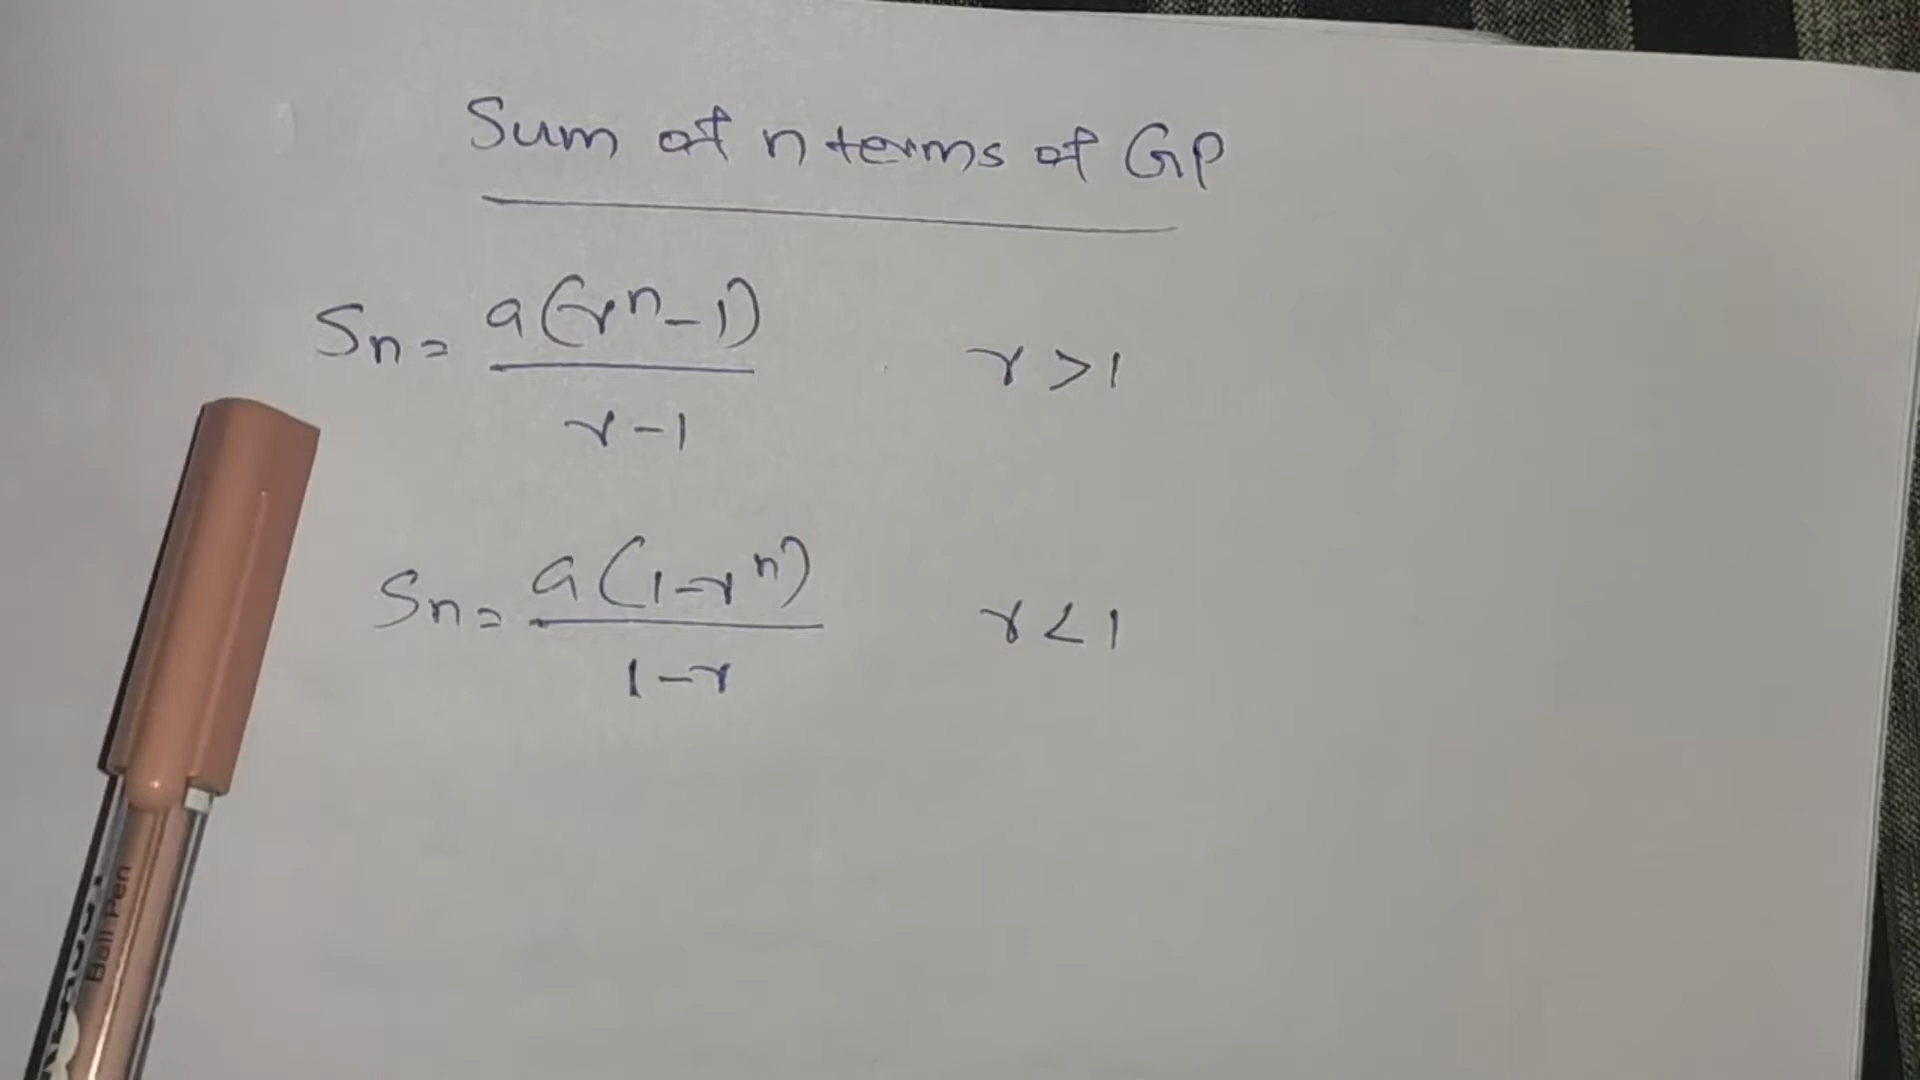 Sum of n terms of GP
Sn = a(r^n - 1) / r - 1    r > 1
Sn = a(1 - r^n) / 1 - r    r < 1
Ball Pen